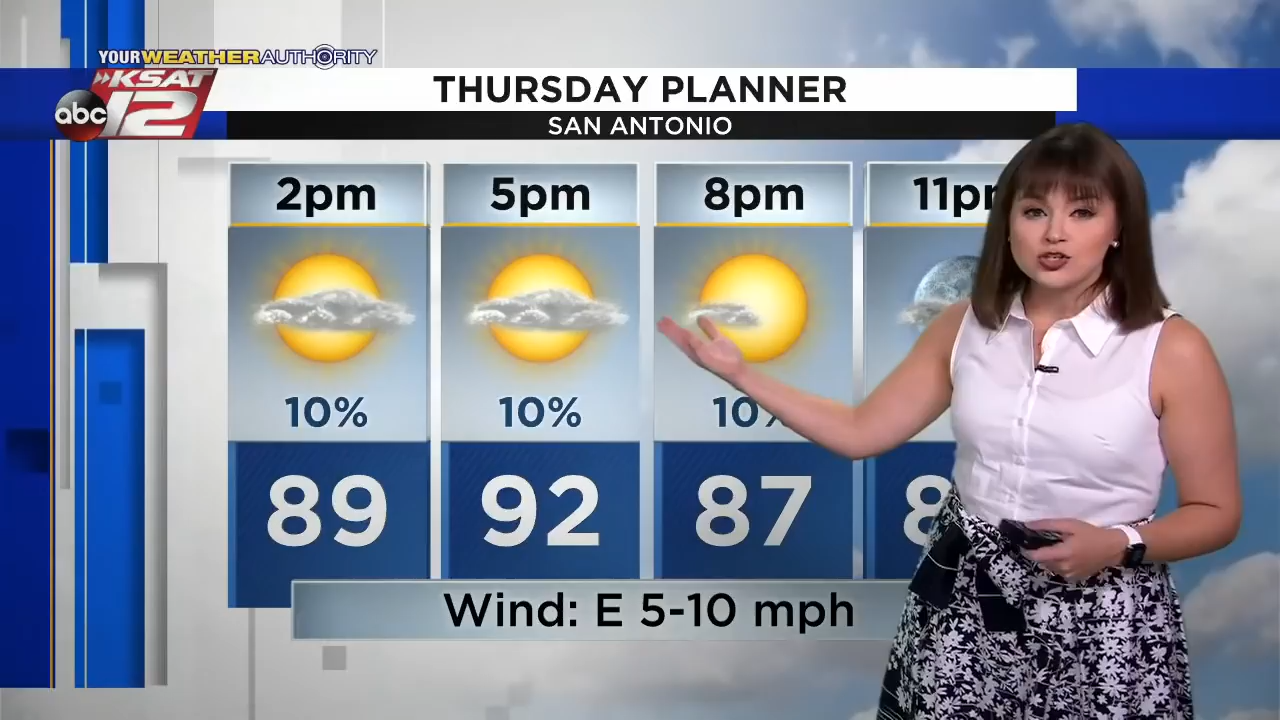 YOUR WEATHER AUTHORITY
KSAT
abc 12
THURSDAY PLANNER
SAN ANTONIO
2pm 5pm 8pm
10% 10%
89 92 87
Wind: E 5-10 mph